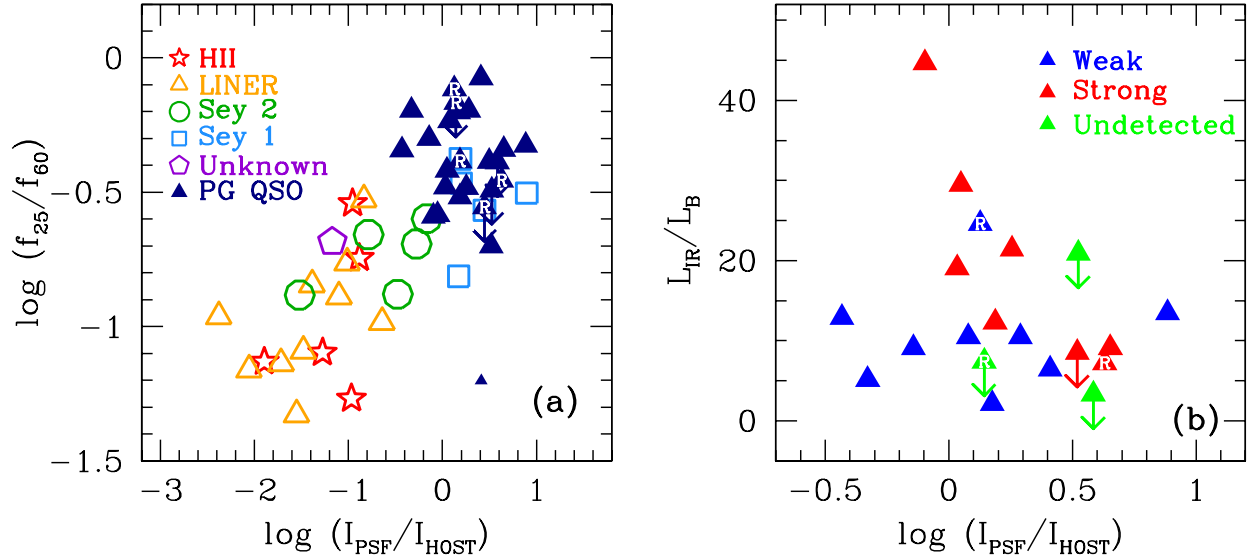 HII
LINER
Sey 2
Sey 1
Unknown
PG QSO
R
R
R
R
R
(a)
0
−0.5
−1
−1.5
log (f25/f60)
−3 −2 −1 0 1
log (IPSF/IHOST)
Weak
Strong
Undetected
R
R
R
(b)
40
20
0
LIR/LB
−0.5 0 0.5 1
log (IPSF/IHOST)